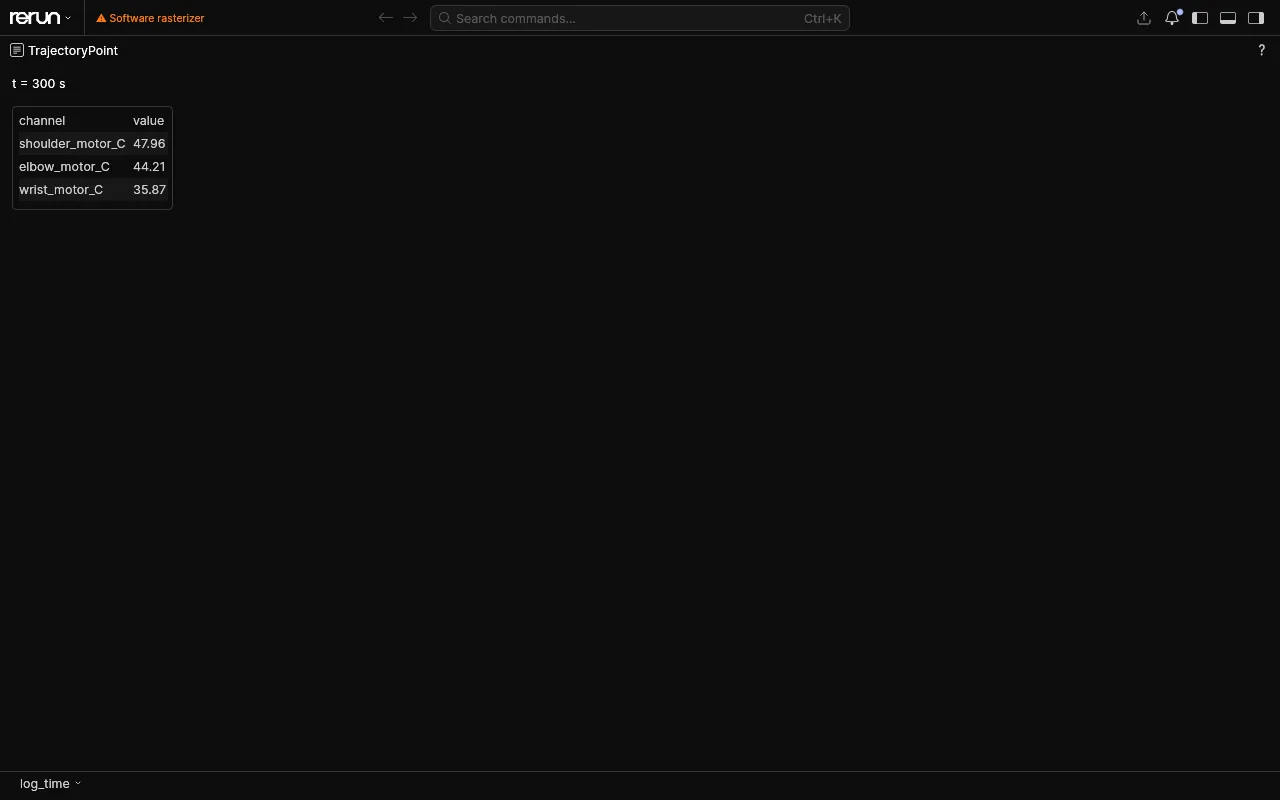 rerun Software rasterizer Search commands... Ctrl+K
TrajectoryPoint ?
t = 300 s
channel value
shoulder_motor_C 47.96
elbow_motor_C 44.21
wrist_motor_C 35.87
log_time